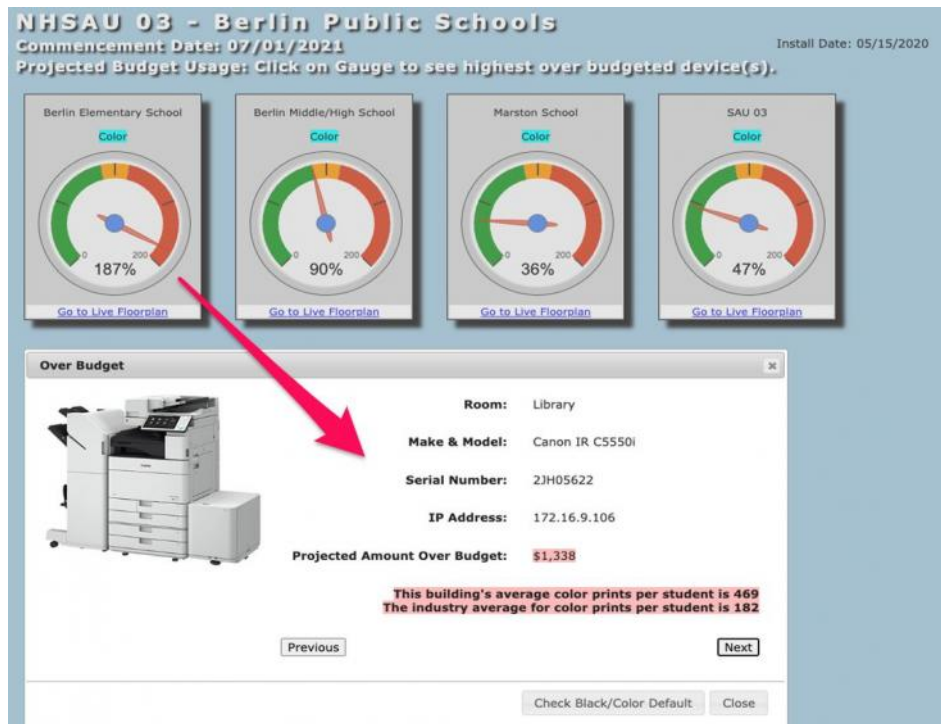 NHSAU 03 - Berlin Public Schools
Commencement Date: 07/01/2021
Install Date: 05/15/2020
Projected Budget Usage: Click on Gauge to see highest over budgeted device(s).
Berlin Elementary School
Color
0 200
187%
Go to Live Floorplan
Berlin Middle/High School
Color
0 200
90%
Go to Live Floorplan
Marston School
Color
0 200
36%
Go to Live Floorplan
SAU 03
Color
0 200
47%
Go to Live Floorplan
Over Budget
Room: Library
Make & Model: Canon IR C5550i
Serial Number: 2JH05622
IP Address: 172.16.9.106
Projected Amount Over Budget: $1,338
This building's average color prints per student is 469
The industry average for color prints per student is 182
Previous
Next
Check Black/Color Default
Close